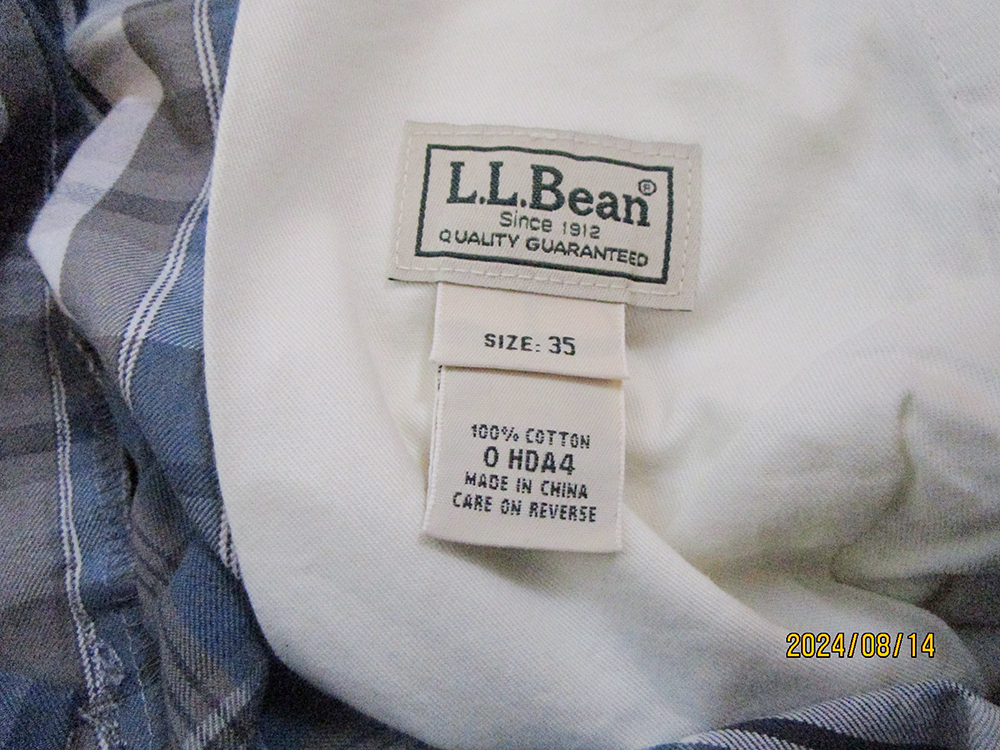 L.L.Bean®
Since 1912
QUALITY GUARANTEED
SIZE: 35
100% COTTON
0 HDA4
MADE IN CHINA
CARE ON REVERSE
2024/08/14